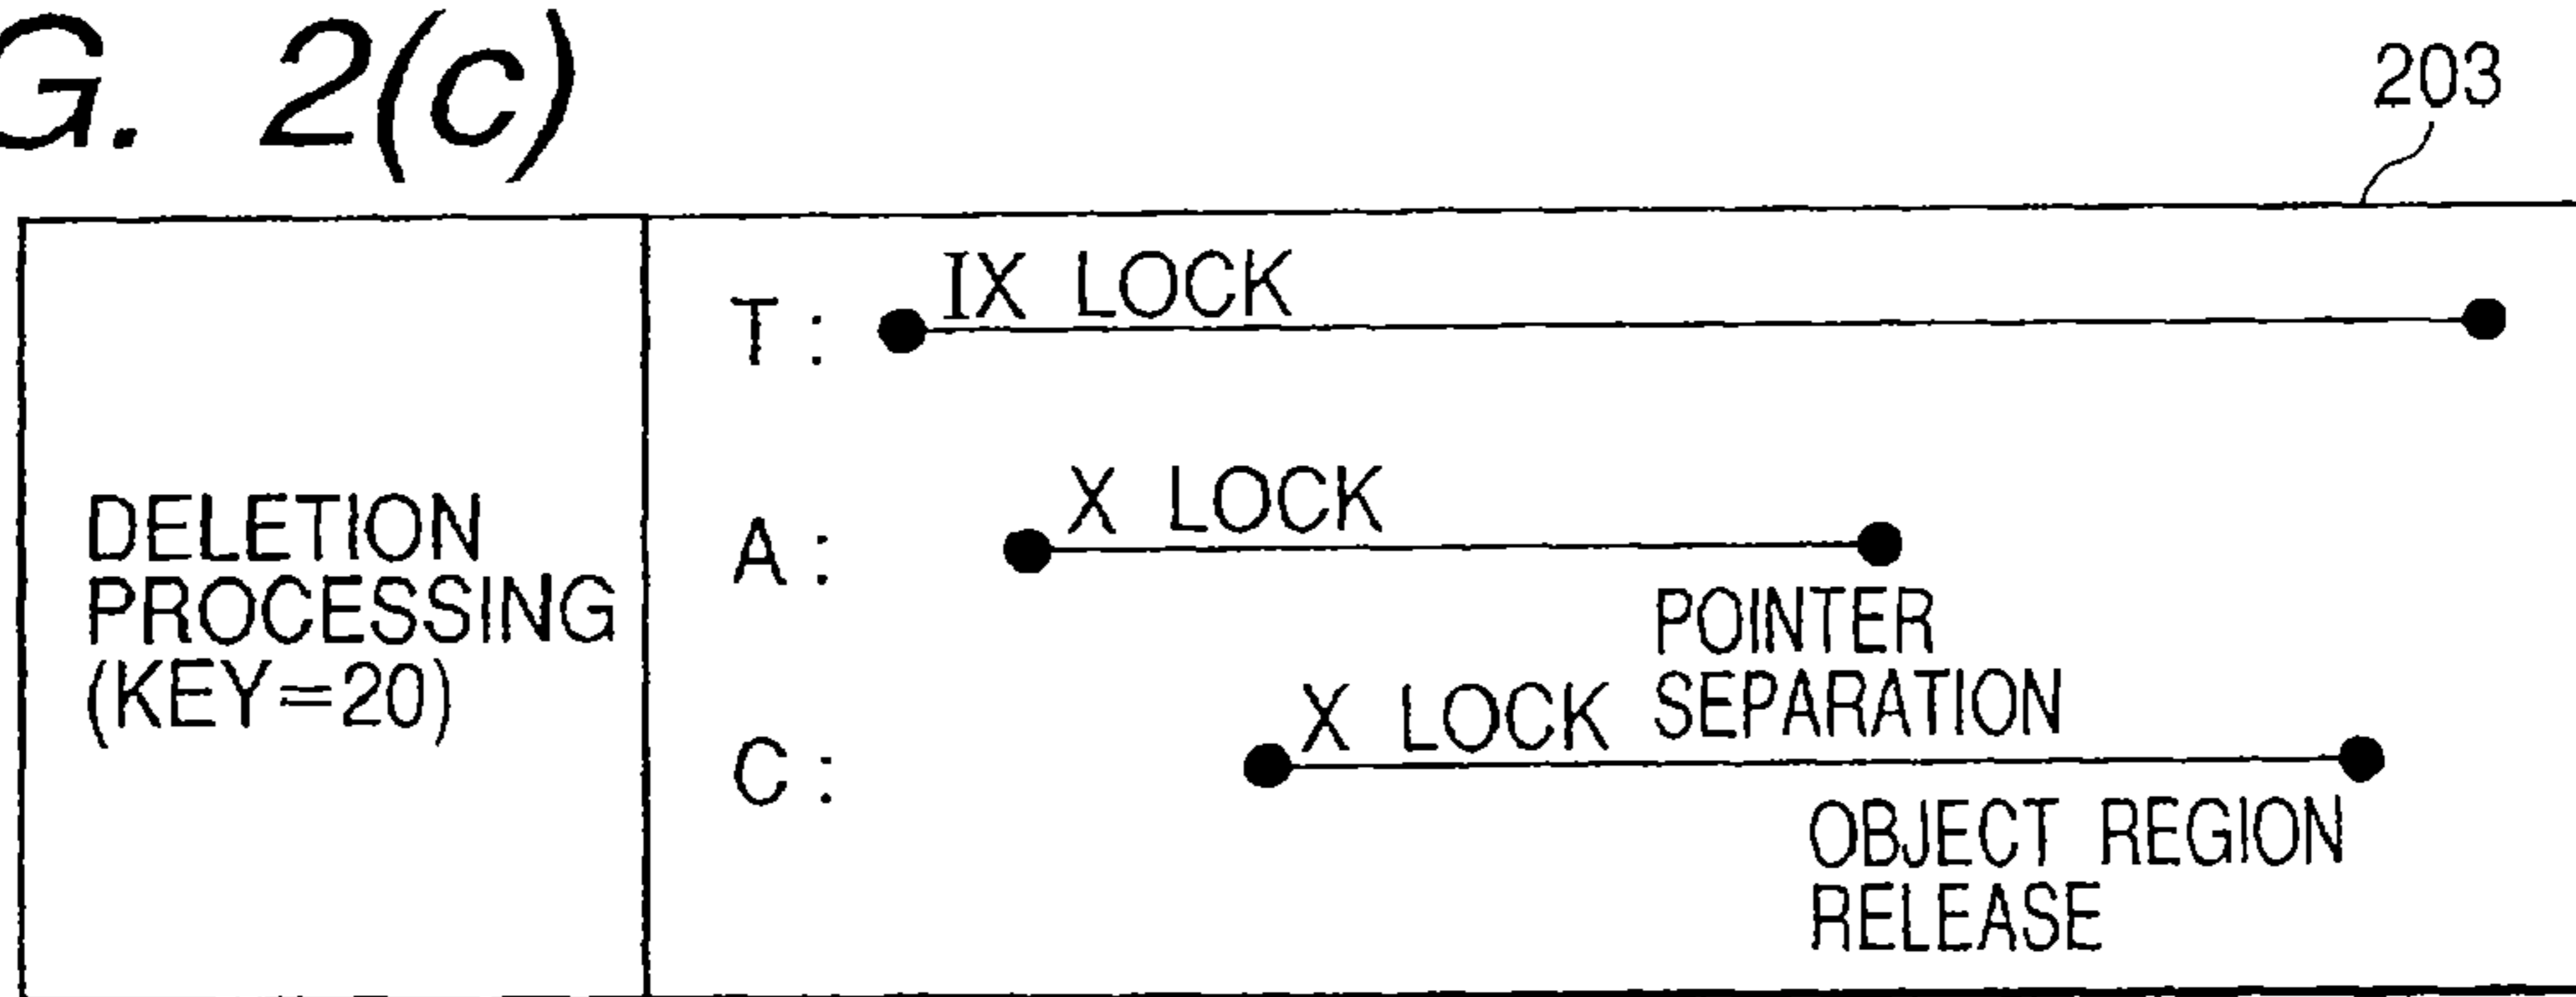 G. 2(c)
203
DELETION
PROCESSING
(KEY=20)
T:
IX LOCK
A:
X LOCK
POINTER
SEPARATION
C:
X LOCK
OBJECT REGION
RELEASE